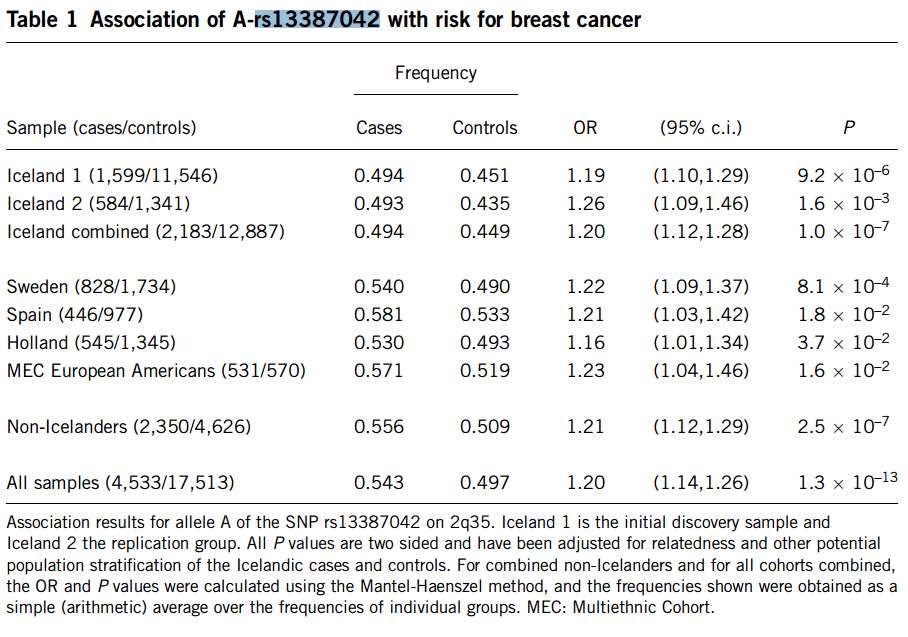 Table 1 Association of A-rs13387042 with risk for breast cancer
Frequency
Sample (cases/controls) Cases Controls OR (95% c.i.) P
Iceland 1 (1,599/11,546) 0.494 0.451 1.19 (1.10,1.29) 9.2 × 10⁻⁶
Iceland 2 (584/1,341) 0.493 0.435 1.26 (1.09,1.46) 1.6 × 10⁻³
Iceland combined (2,183/12,887) 0.494 0.449 1.20 (1.12,1.28) 1.0 × 10⁻⁷
Sweden (828/1,734) 0.540 0.490 1.22 (1.09,1.37) 8.1 × 10⁻⁴
Spain (446/977) 0.581 0.533 1.21 (1.03,1.42) 1.8 × 10⁻²
Holland (545/1,345) 0.530 0.493 1.16 (1.01,1.34) 3.7 × 10⁻²
MEC European Americans (531/570) 0.571 0.519 1.23 (1.04,1.46) 1.6 × 10⁻²
Non-Icelanders (2,350/4,626) 0.556 0.509 1.21 (1.12,1.29) 2.5 × 10⁻⁷
All samples (4,533/17,513) 0.543 0.497 1.20 (1.14,1.26) 1.3 × 10⁻¹³
Association results for allele A of the SNP rs13387042 on 2q35. Iceland 1 is the initial discovery sample and
Iceland 2 the replication group. All P values are two sided and have been adjusted for relatedness and other potential
population stratification of the Icelandic cases and controls. For combined non-Icelanders and for all cohorts combined,
the OR and P values were calculated using the Mantel-Haenszel method, and the frequencies shown were obtained as a
simple (arithmetic) average over the frequencies of individual groups. MEC: Multiethnic Cohort.